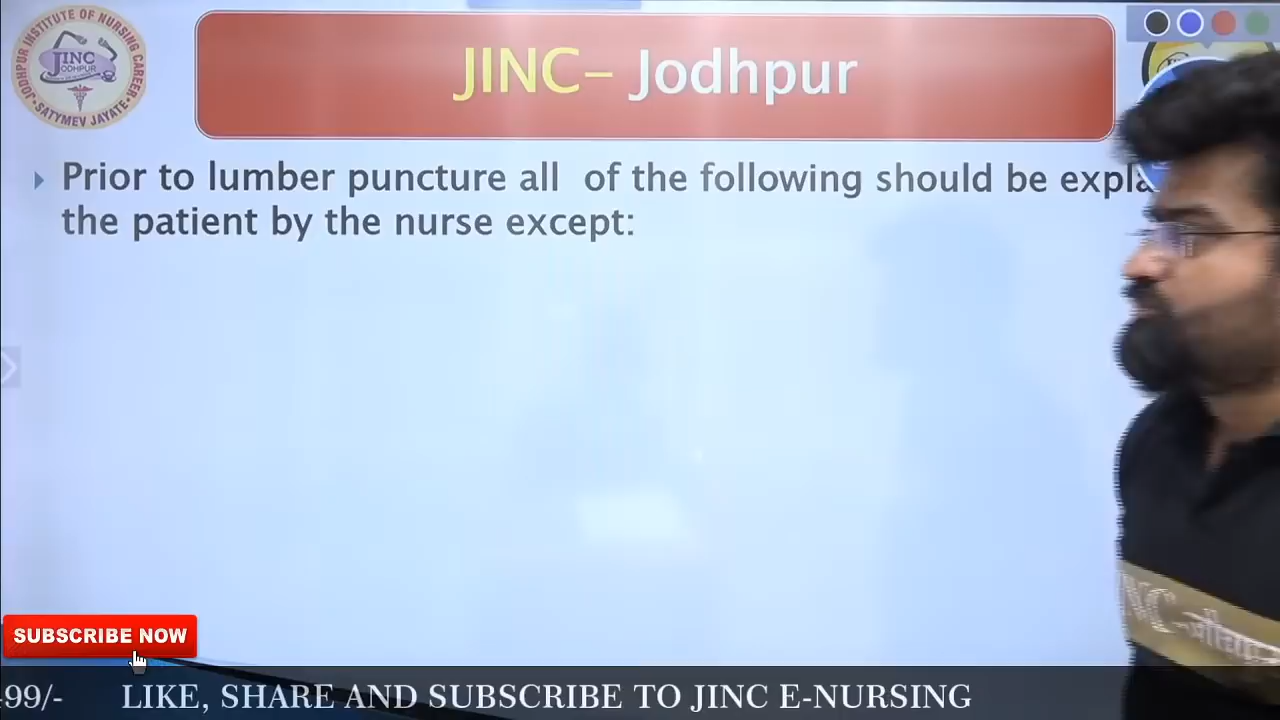 JODHPUR INSTITUTE OF NURSING CAREER
JINC
JODHPUR
SATYMEV JAYATE
JINC- Jodhpur
Prior to lumber puncture all of the following should be
the patient by the nurse except:
SUBSCRIBE NOW
99/- LIKE, SHARE AND SUBSCRIBE TO JINC E-NURSING